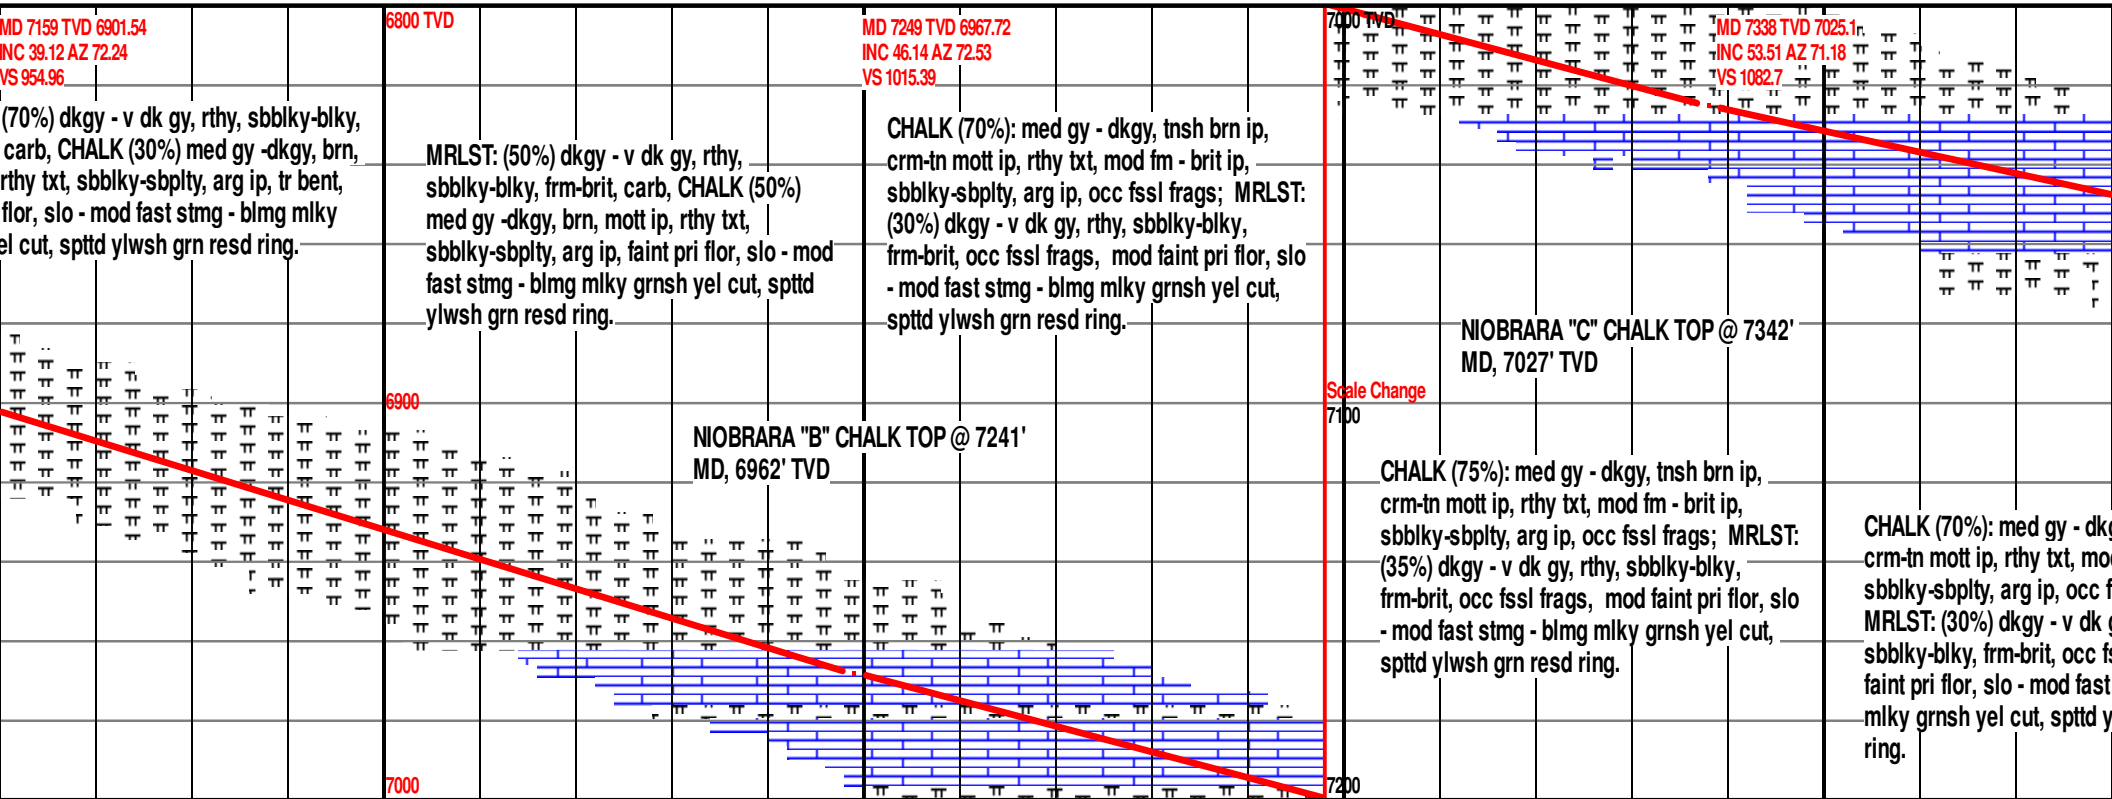 MD 7159 TVD 6901.54
INC 39.12 AZ 72.24
VS 954.96
(70%) dkgy - v dk gy, rthy, sbblky-blky,
carb, CHALK (30%) med gy -dkgy, brn,
rthy txt, sbblky-sbplty, arg ip, tr bent,
flor, slo - mod fast stmg - blmg mlky
el cut, spttd ylwsh grn resd ring.
6800 TVD
MRLST: (50%) dkgy - v dk gy, rthy,
sbblky-blky, frm-brit, carb, CHALK (50%)
med gy -dkgy, brn, mott ip, rthy txt,
sbblky-sbplty, arg ip, faint pri flor, slo - mod
fast stmg - blmg mlky grnsh yel cut, spttd
ylwsh grn resd ring.
6900
NIOBRARA "B" CHALK TOP @ 7241'
MD, 6962' TVD
7000
MD 7249 TVD 6967.72
INC 46.14 AZ 72.53
VS 1015.39
CHALK (70%): med gy - dkgy, tnsh brn ip,
crm-tn mott ip, rthy txt, mod fm - brit ip,
sbblky-sbplty, arg ip, occ fssl frags;  MRLST:
(30%) dkgy - v dk gy, rthy, sbblky-blky,
frm-brit, occ fssl frags,  mod faint pri flor, slo
- mod fast stmg - blmg mlky grnsh yel cut,
spttd ylwsh grn resd ring.
7000 TVD
MD 7338 TVD 7025.1
INC 53.51 AZ 71.18
VS 1082.7
NIOBRARA "C" CHALK TOP @ 7342'
MD, 7027' TVD
Scale Change
7100
CHALK (75%): med gy - dkgy, tnsh brn ip,
crm-tn mott ip, rthy txt, mod fm - brit ip,
sbblky-sbplty, arg ip, occ fssl frags;  MRLST:
(35%) dkgy - v dk gy, rthy, sbblky-blky,
frm-brit, occ fssl frags,  mod faint pri flor, slo
- mod fast stmg - blmg mlky grnsh yel cut,
spttd ylwsh grn resd ring.
7200
CHALK (70%): med gy - dkg
crm-tn mott ip, rthy txt, mo
sbblky-sbplty, arg ip, occ f
MRLST: (30%) dkgy - v dk g
sbblky-blky, frm-brit, occ fs
faint pri flor, slo - mod fast
mlky grnsh yel cut, spttd y
ring.